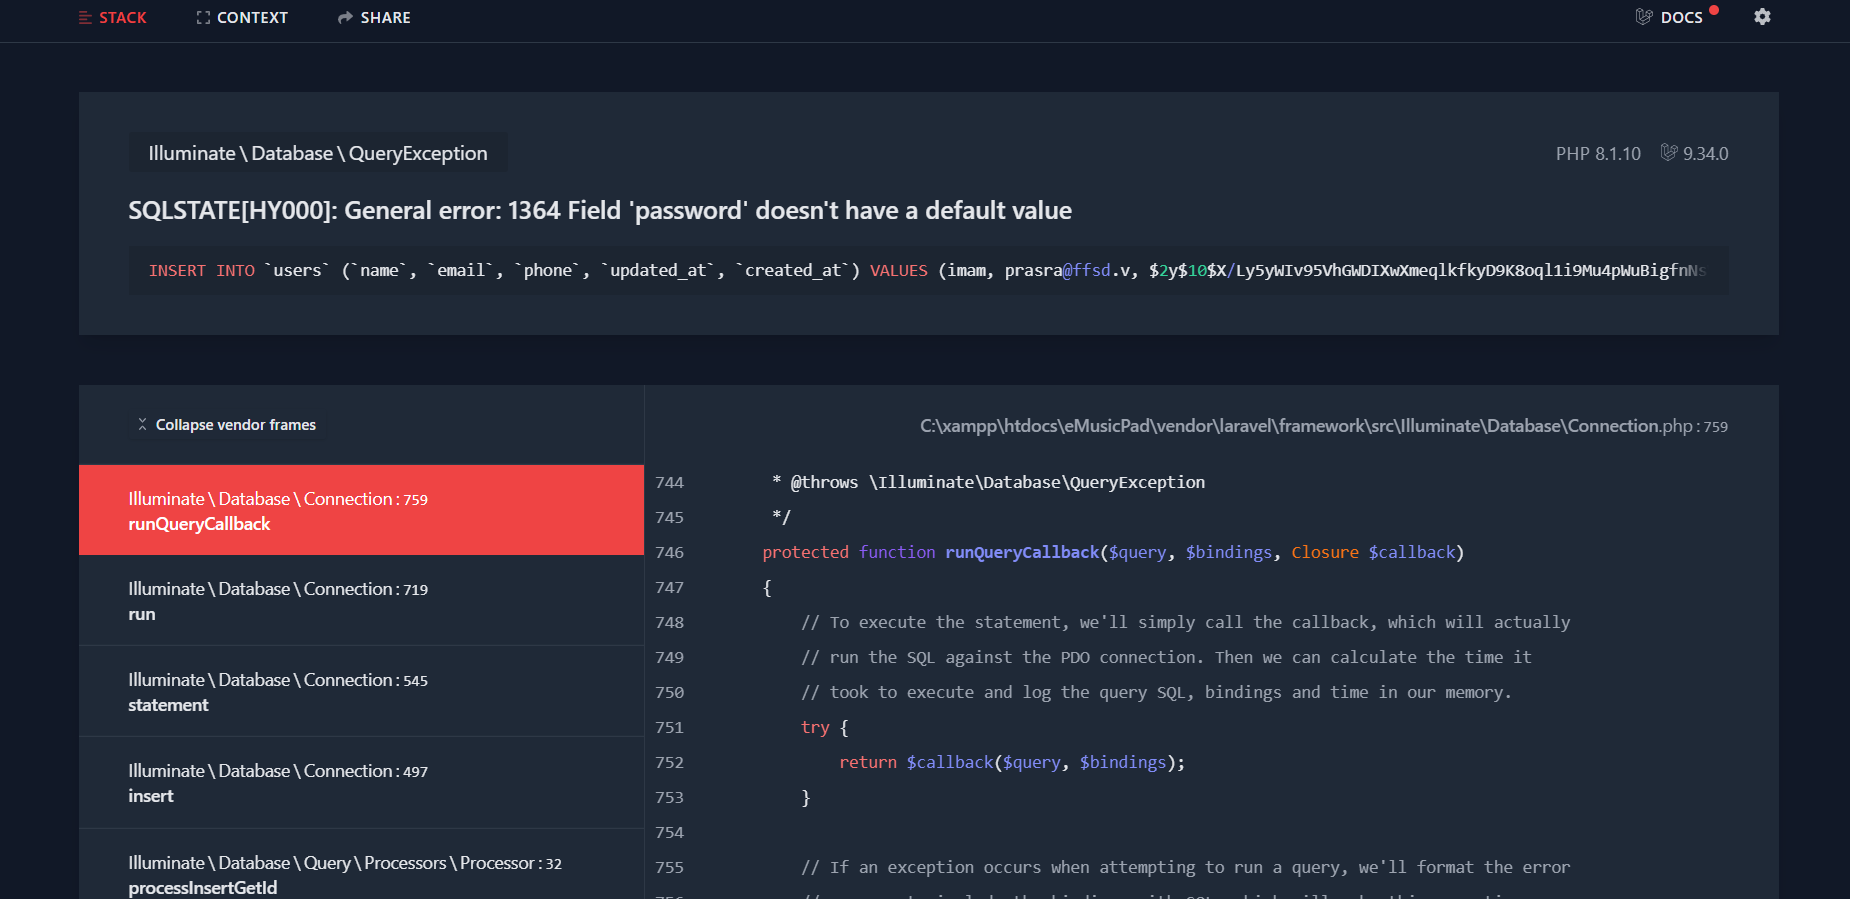 STACK CONTEXT SHARE DOCS
Illuminate\Database\QueryException PHP 8.1.10 9.34.0
SQLSTATE[HY000]: General error: 1364 Field 'password' doesn't have a default value
INSERT INTO `users` (`name`, `email`, `phone`, `updated_at`, `created_at`) VALUES (imam, prasra@ffsd.v, $2y$10$X/Ly5yWIv95VhGWDIXwXmeqlkfkyD9K8oql1i9Mu4pWuBigfnNs
Collapse vendor frames
Illuminate\Database\Connection : 759
runQueryCallback
Illuminate\Database\Connection : 719
run
Illuminate\Database\Connection : 545
statement
Illuminate\Database\Connection : 497
insert
Illuminate\Database\Query\Processors\Processor : 32
processInsertGetId
C:\xampp\htdocs\eMusicPad\vendor\laravel\framework\src\Illuminate\Database\Connection.php : 759
744 * @throws \Illuminate\Database\QueryException
745 */
746 protected function runQueryCallback($query, $bindings, Closure $callback)
747 {
748 // To execute the statement, we'll simply call the callback, which will actually
749 // run the SQL against the PDO connection. Then we can calculate the time it
750 // took to execute and log the query SQL, bindings and time in our memory.
751 try {
752 return $callback($query, $bindings);
753 }
754
755 // If an exception occurs when attempting to run a query, we'll format the error